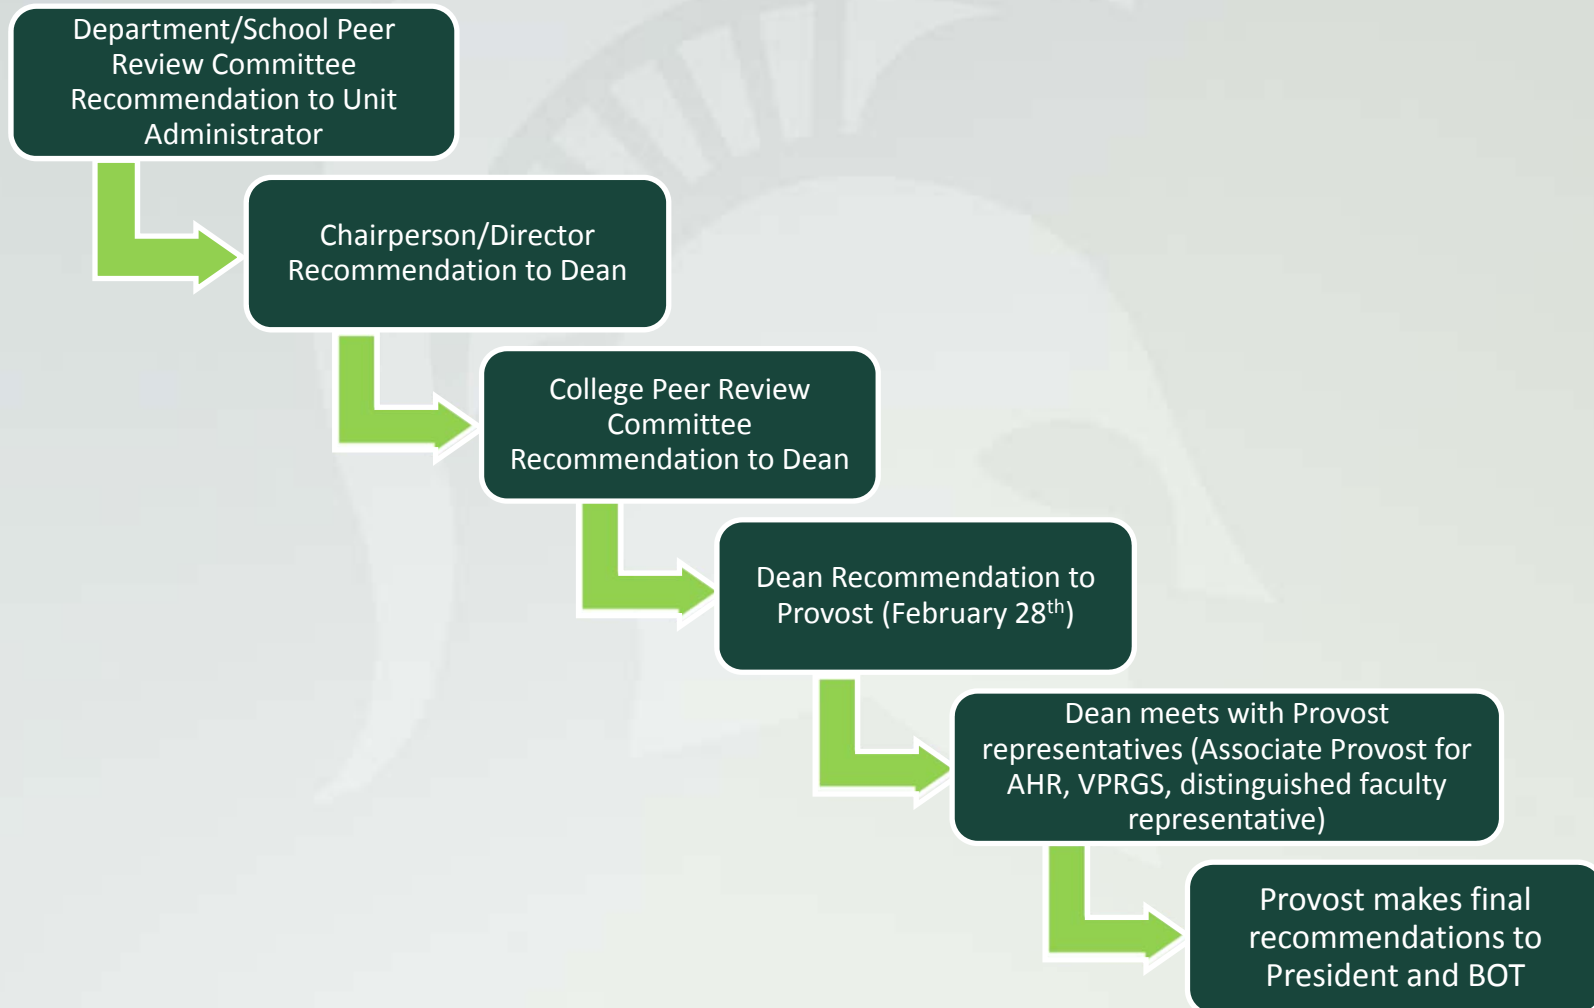 Department/School Peer
Review Committee
Recommendation to Unit
Administrator
Chairperson/Director
Recommendation to Dean
College Peer Review
Committee
Recommendation to Dean
Dean Recommendation to
Provost (February 28th)
Dean meets with Provost
representatives (Associate Provost for
AHR, VPRGS, distinguished faculty
representative)
Provost makes final
recommendations to
President and BOT